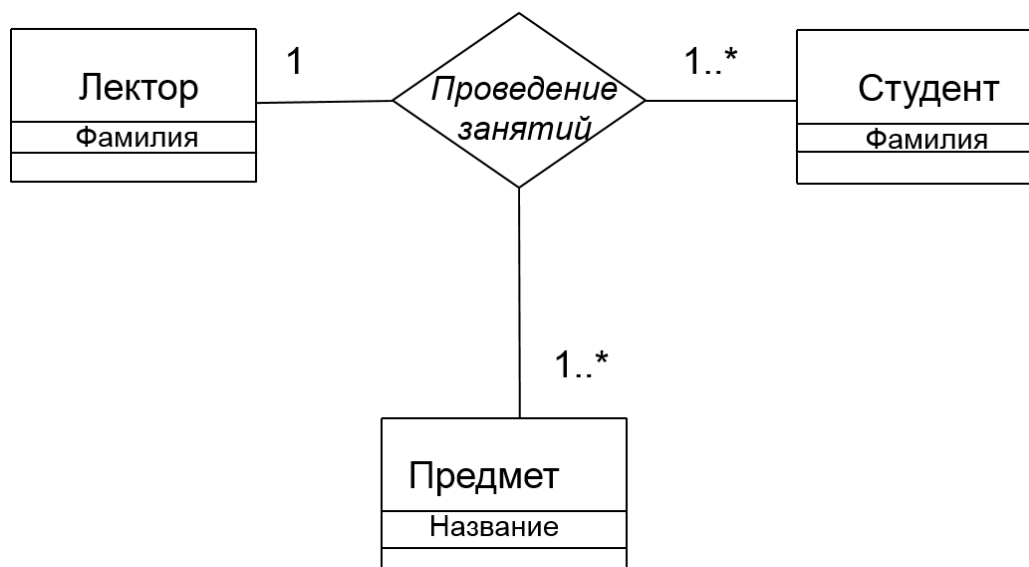 Лектор
Фамилия
1
Проведение
занятий
1..*
Студент
Фамилия
1..*
Предмет
Название